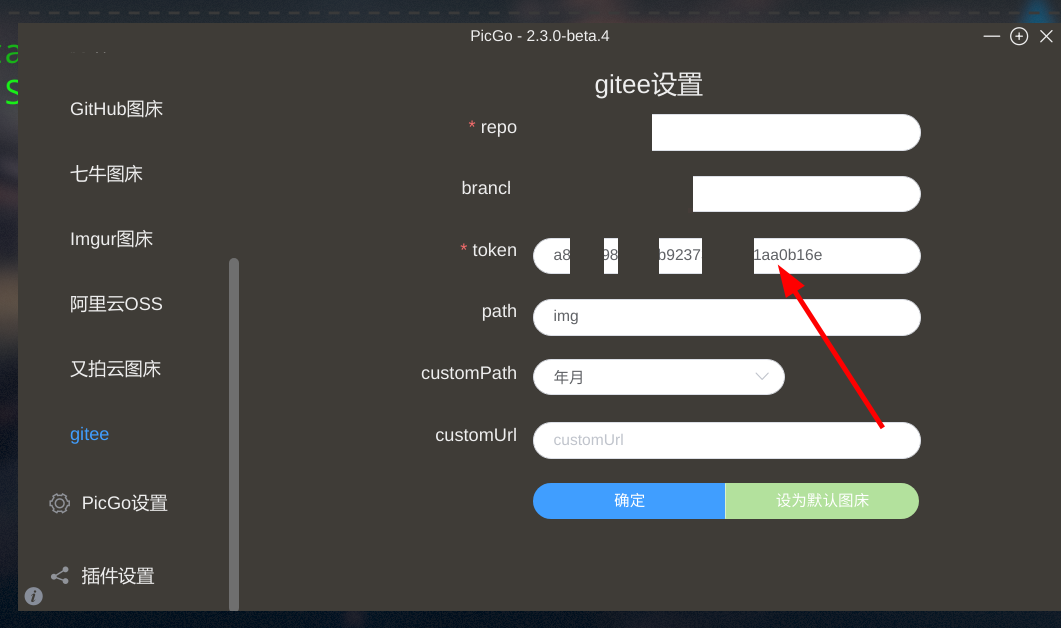 PicGo - 2.3.0-beta.4
gitee设置
GitHub图床
七牛图床
Imgur图床
阿里云OSS
又拍云图床
gitee
PicGo设置
插件设置
* repo
brancl
* token
a8 98 b9237 1aa0b16e
path
img
customPath
年月
customUrl
customUrl
确定
设为默认图床